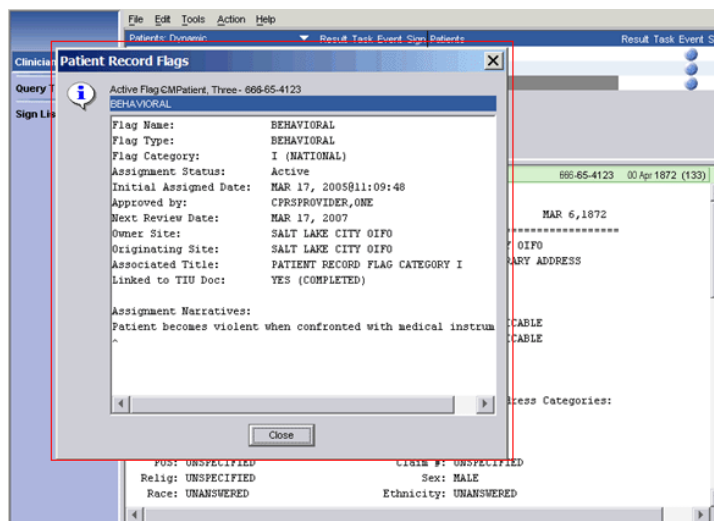 File Edit Tools Action Help
Patients: Dynamic Result Task Event Sign Patients Result Task Event S
Clinician
Patient Record Flags
Query T
Sign Lis
Active Flag CMPatient, Three - 666-65-4123
BEHAVIORAL
Flag Name: BEHAVIORAL
Flag Type: BEHAVIORAL
Flag Category: I (NATIONAL)
Assignment Status: Active
Initial Assigned Date: MAR 17, 2005@11:09:48
Approved by: CPRSPROVIDER,ONE
Next Review Date: MAR 17, 2007
Owner Site: SALT LAKE CITY OIFO
Originating Site: SALT LAKE CITY OIFO
Associated Title: PATIENT RECORD FLAG CATEGORY I
Linked to TIU Doc: YES (COMPLETED)
Assignment Narratives:
Patient becomes violent when confronted with medical instrum
^
Close
666-65-4123 00 Apr 1872 (133)
MAR 6,1872
==================
Y OIFO
RARY ADDRESS
ICABLE
ICABLE
dress Categories:
POS: UNSPECIFIED Claim #: UNSPECIFIED
Relig: UNSPECIFIED Sex: MALE
Race: UNANSWERED Ethnicity: UNANSWERED